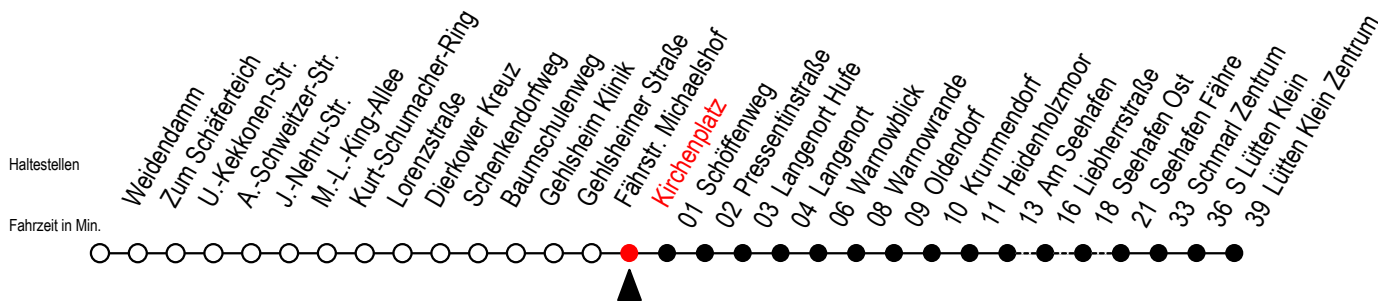 Haltestellen
Fahrzeit in Min.
Weidendamm
Zum Schäferteich
U.-Kekkonen-Str.
A.-Schweitzer-Str.
J.-Nehru-Str.
M.-L.-King-Allee
Kurt-Schumacher-Ring
Lorenzstraße
Dierkower Kreuz
Schenkendorfweg
Baumschulenweg
Gehlsheim Klinik
Gehlsheimer Straße
Fährstr. Michaelshof
Kirchenplatz
01 Schöffenweg
02 Pressentinstraße
03 Langenort Hufe
04 Langenort
06 Warnowblick
08 Warnowrande
09 Oldendorf
10 Krummendorf
11 Heidenholzmoor
13 Am Seehafen
16 Liebherrstraße
18 Seehafen Ost
21 Seehafen Fähre
33 Schmarl Zentrum
36 S Lütten Klein
39 Lütten Klein Zentrum